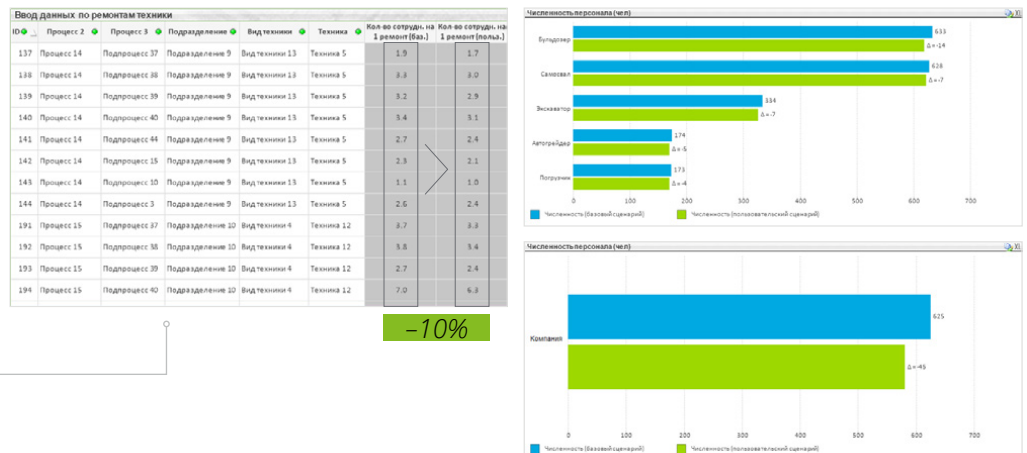 Ввод данных по ремонтам техники
ID Процесс 2 Процесс 3 Подразделение Вид техники Техника Кол-во сотрудн. на 1 ремонт (баз.) Кол-во сотрудн. на 1 ремонт (польз.)
137 Процесс 14 Подпроцесс 37 Подразделение 9 Вид техники 13 Техника 5 1.9 1.7
138 Процесс 14 Подпроцесс 38 Подразделение 9 Вид техники 13 Техника 5 3.3 3.0
139 Процесс 14 Подпроцесс 39 Подразделение 9 Вид техники 13 Техника 5 3.2 2.9
140 Процесс 14 Подпроцесс 40 Подразделение 9 Вид техники 13 Техника 5 3.4 3.1
141 Процесс 14 Подпроцесс 44 Подразделение 9 Вид техники 13 Техника 5 2.7 2.4
142 Процесс 14 Подпроцесс 15 Подразделение 9 Вид техники 13 Техника 5 2.3 2.1
143 Процесс 14 Подпроцесс 10 Подразделение 9 Вид техники 13 Техника 5 1.1 1.0
144 Процесс 14 Подпроцесс 3 Подразделение 9 Вид техники 13 Техника 5 2.6 2.4
191 Процесс 15 Подпроцесс 37 Подразделение 10 Вид техники 4 Техника 12 3.7 3.3
192 Процесс 15 Подпроцесс 38 Подразделение 10 Вид техники 4 Техника 12 3.8 3.4
193 Процесс 15 Подпроцесс 39 Подразделение 10 Вид техники 4 Техника 12 2.7 2.4
194 Процесс 15 Подпроцесс 40 Подразделение 10 Вид техники 4 Техника 12 7.0 6.3
–10%
Численность персонала (чел) XL
Бульдозер 633
Δ=-14
Самосвал 628
Δ=-7
Экскаватор 334
Δ=-7
Автогрейдер 174
Δ=-5
Погрузчик 173
Δ=-4
0 100 200 300 400 500 600 700
Численность (базовый сценарий) Численность (пользовательский сценарий)
Численность персонала (чел) XL
625
Компания
Δ=-45
0 100 200 300 400 500 600 700
Численность (базовый сценарий) Численность (пользовательский сценарий)